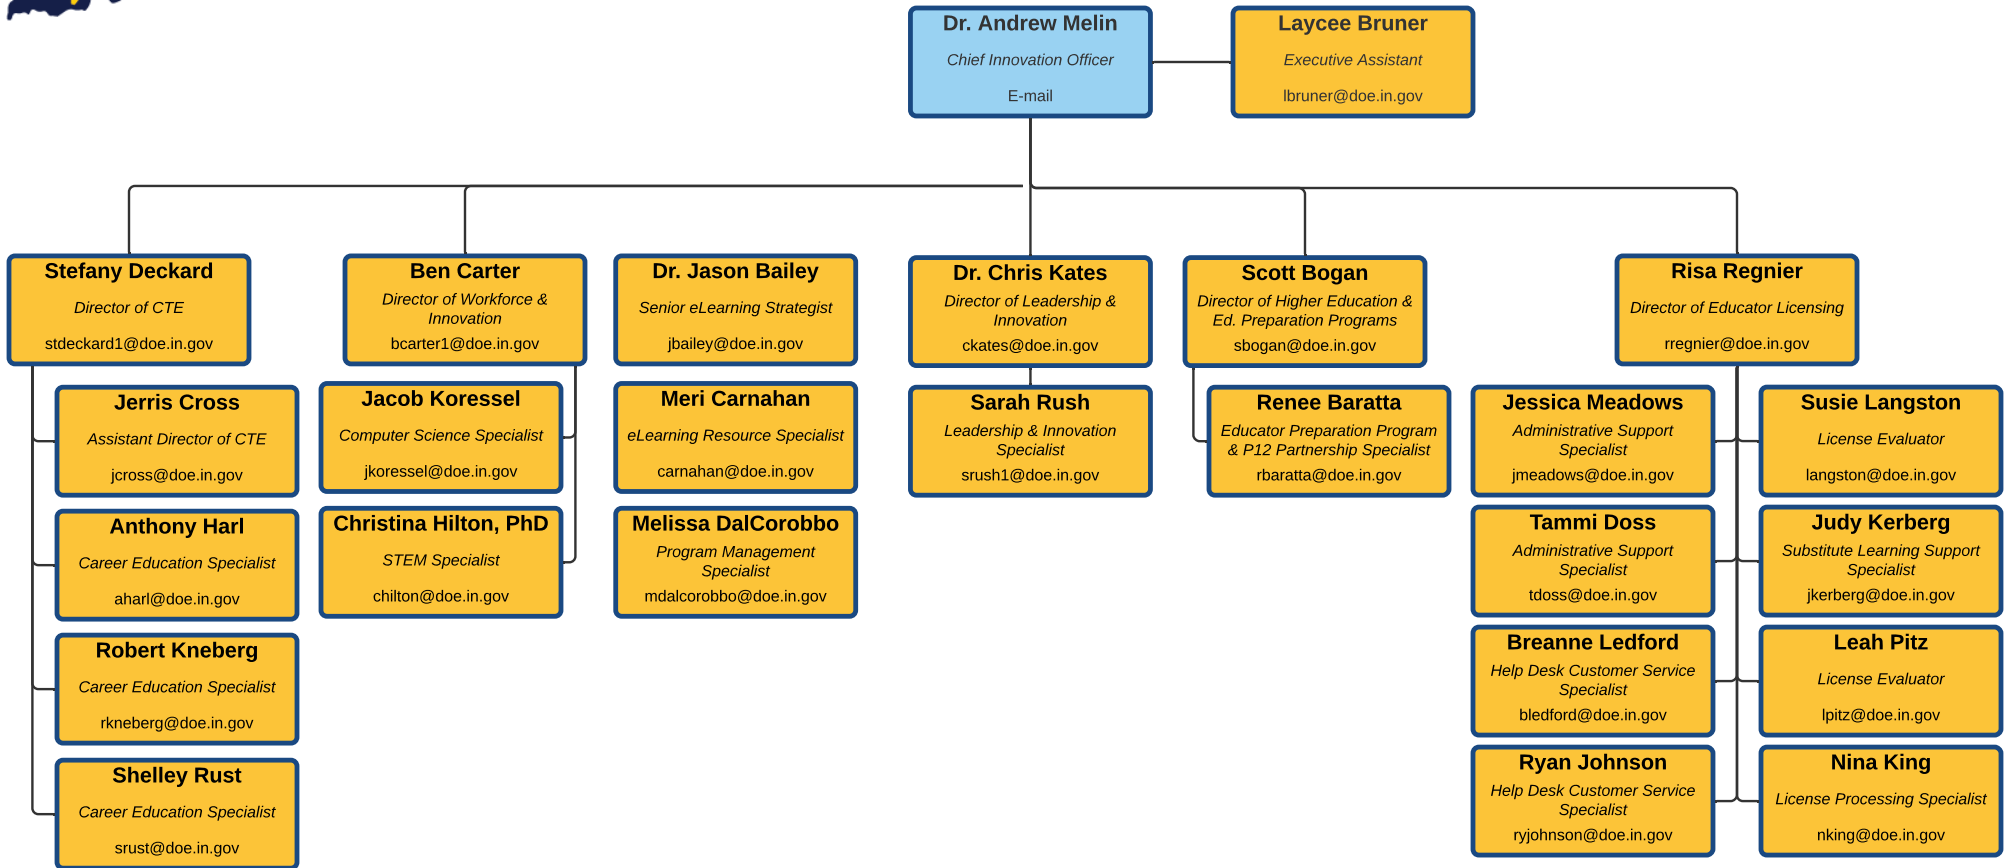 Dr. Andrew Melin
Chief Innovation Officer
E-mail
Laycee Bruner
Executive Assistant
lbruner@doe.in.gov
Stefany Deckard
Director of CTE
stdeckard1@doe.in.gov
Jerris Cross
Assistant Director of CTE
jcross@doe.in.gov
Anthony Harl
Career Education Specialist
aharl@doe.in.gov
Robert Kneberg
Career Education Specialist
rkneberg@doe.in.gov
Shelley Rust
Career Education Specialist
srust@doe.in.gov
Ben Carter
Director of Workforce &
Innovation
bcarter1@doe.in.gov
Jacob Koressel
Computer Science Specialist
jkoressel@doe.in.gov
Christina Hilton, PhD
STEM Specialist
chilton@doe.in.gov
Dr. Jason Bailey
Senior eLearning Strategist
jbailey@doe.in.gov
Meri Carnahan
eLearning Resource Specialist
carnahan@doe.in.gov
Melissa DalCorobbo
Program Management
Specialist
mdalcorobbo@doe.in.gov
Dr. Chris Kates
Director of Leadership &
Innovation
ckates@doe.in.gov
Sarah Rush
Leadership & Innovation
Specialist
srush1@doe.in.gov
Scott Bogan
Director of Higher Education &
Ed. Preparation Programs
sbogan@doe.in.gov
Renee Baratta
Educator Preparation Program
& P12 Partnership Specialist
rbaratta@doe.in.gov
Risa Regnier
Director of Educator Licensing
rregnier@doe.in.gov
Jessica Meadows
Administrative Support
Specialist
jmeadows@doe.in.gov
Tammi Doss
Administrative Support
Specialist
tdoss@doe.in.gov
Breanne Ledford
Help Desk Customer Service
Specialist
bledford@doe.in.gov
Ryan Johnson
Help Desk Customer Service
Specialist
ryjohnson@doe.in.gov
Susie Langston
License Evaluator
langston@doe.in.gov
Judy Kerberg
Substitute Learning Support
Specialist
jkerberg@doe.in.gov
Leah Pitz
License Evaluator
lpitz@doe.in.gov
Nina King
License Processing Specialist
nking@doe.in.gov